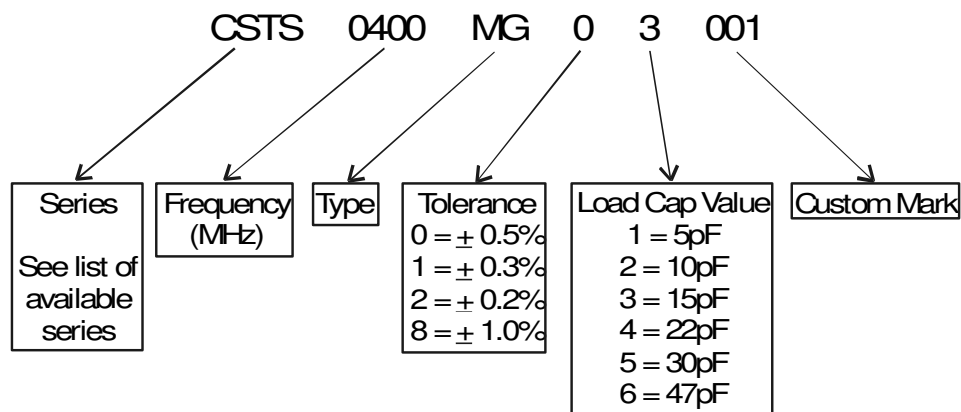 CSTS 0400 MG 0 3 001
Series
See list of
available
series
Frequency
(MHz)
Type
Tolerance
0 = ± 0.5%
1 = ± 0.3%
2 = ± 0.2%
8 = ± 1.0%
Load Cap Value
1 = 5pF
2 = 10pF
3 = 15pF
4 = 22pF
5 = 30pF
6 = 47pF
Custom Mark